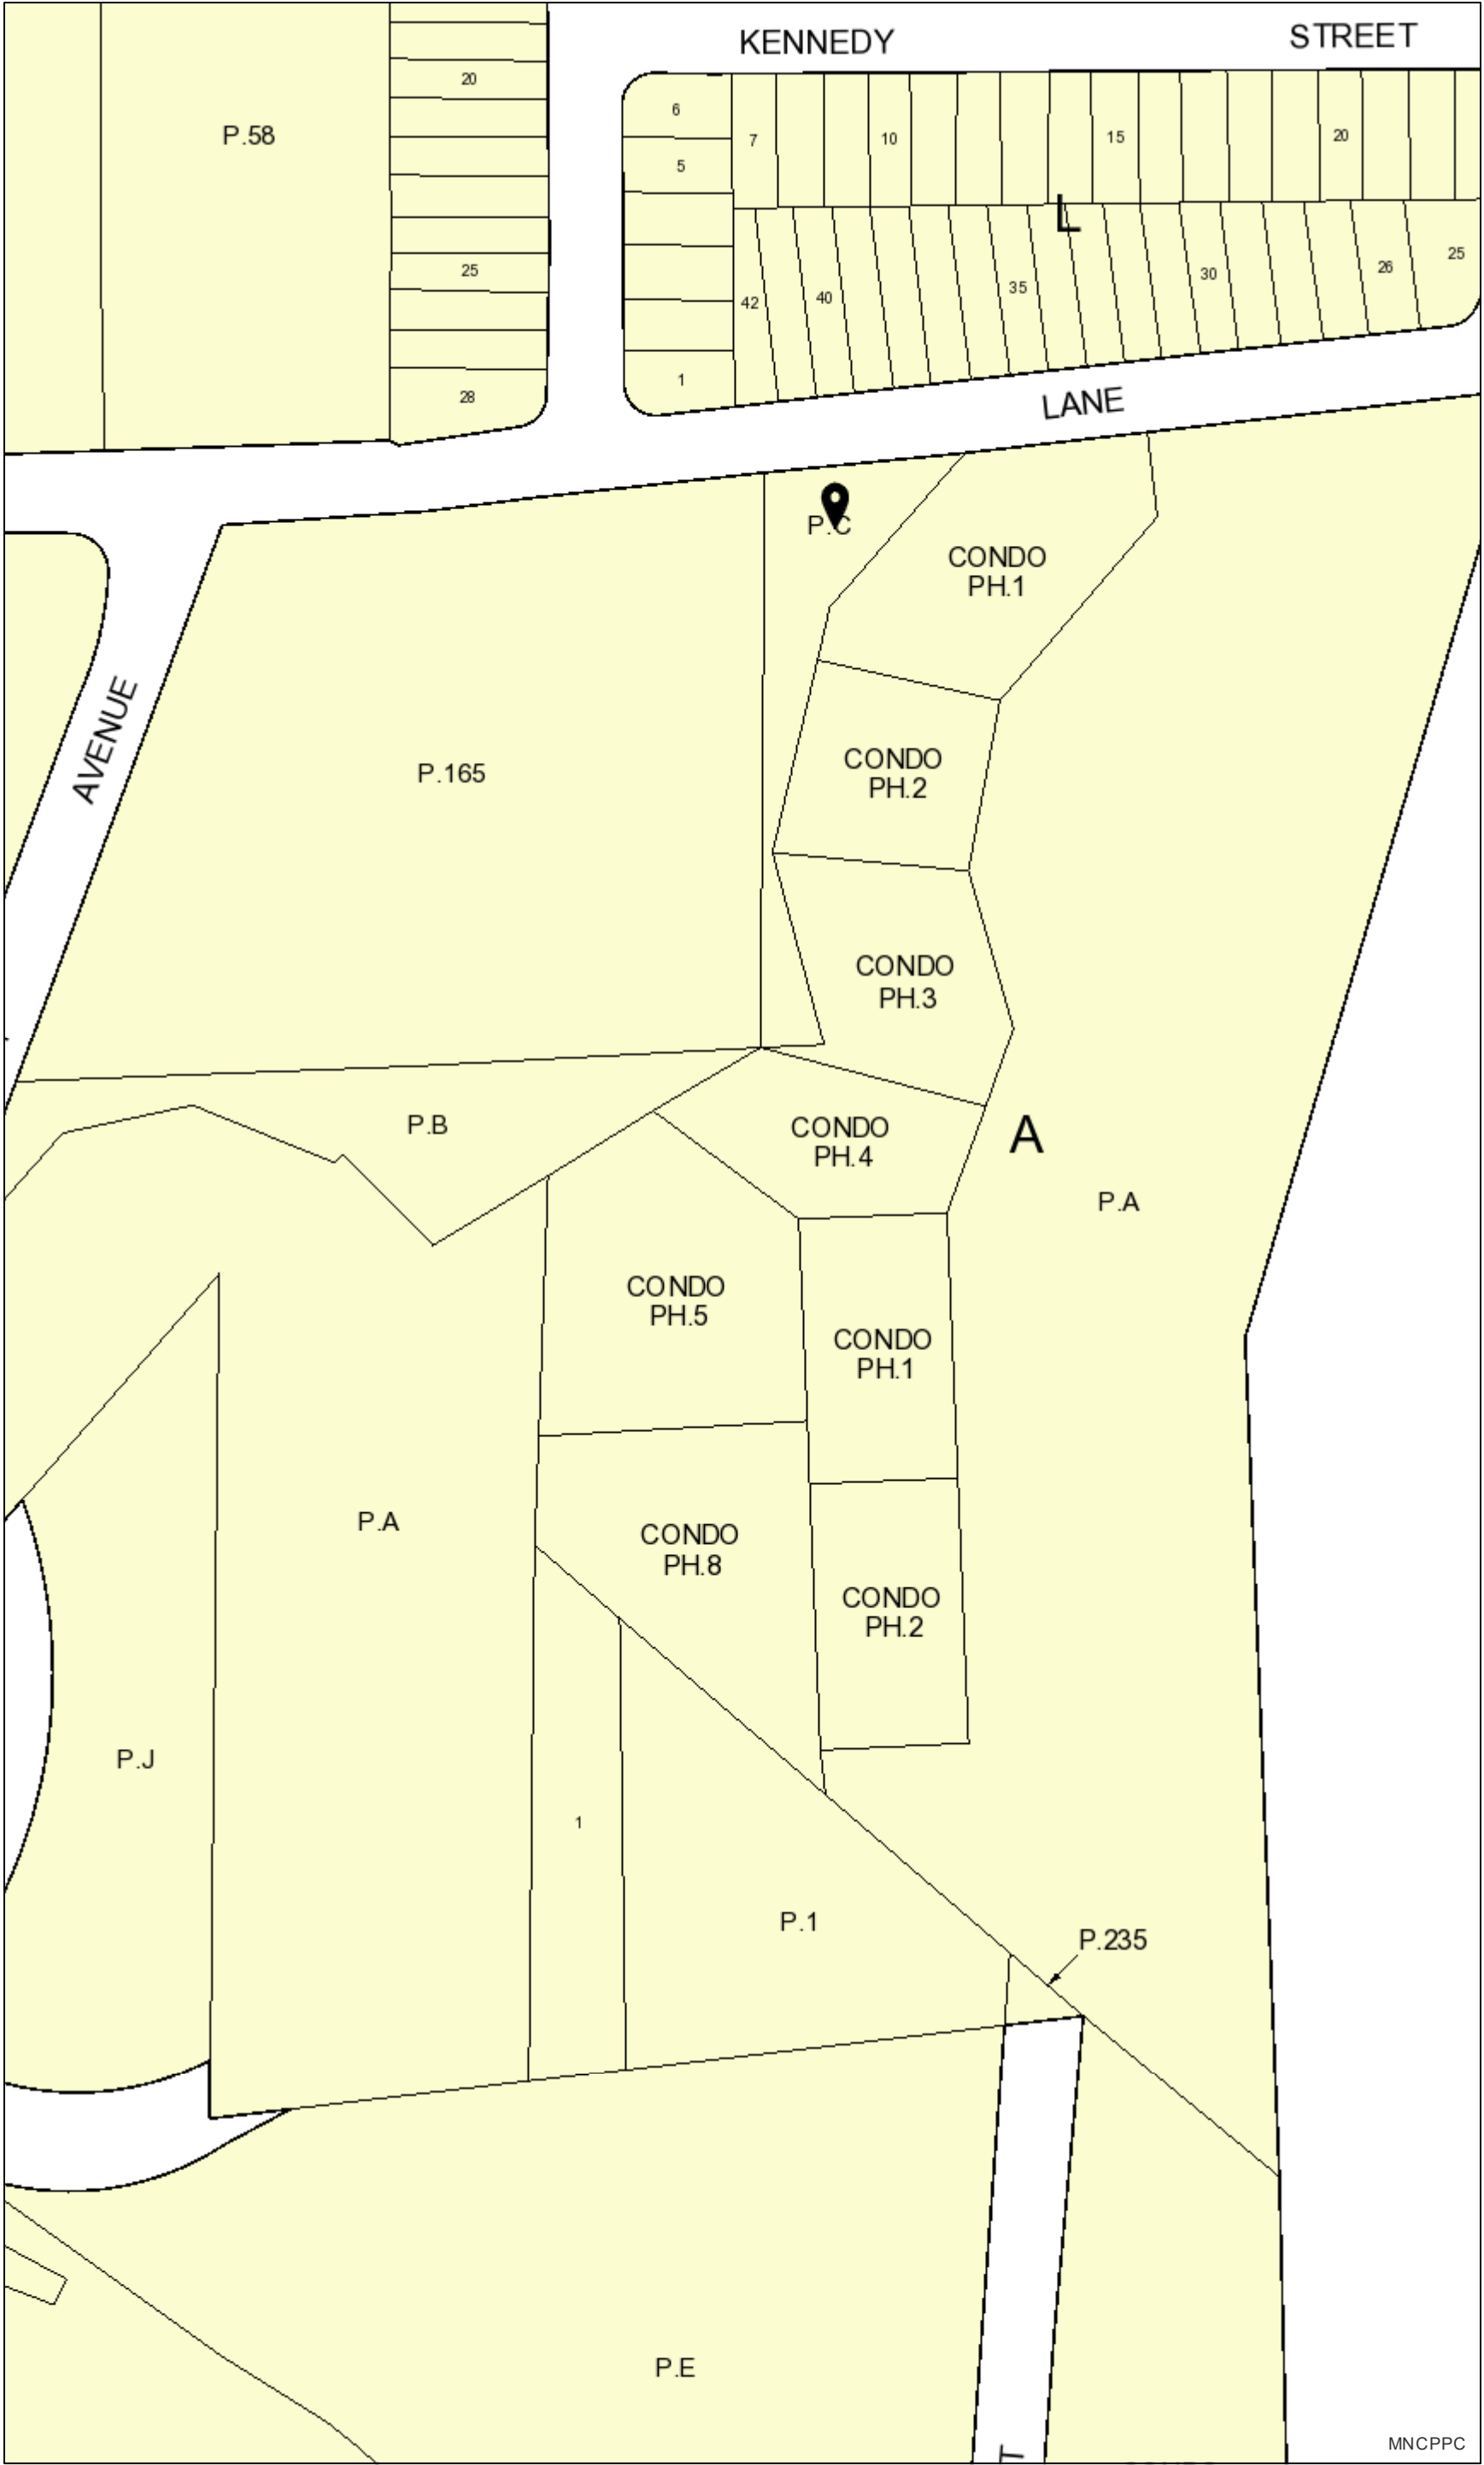 KENNEDY STREET
20
P.58
6
7
10
15
20
5
L
25
25
26
30
35
40
42
1
28
LANE
P.C
CONDO
PH.1
AVENUE
P.165
CONDO
PH.2
CONDO
PH.3
P.B
CONDO
PH.4
A
P.A
CONDO
PH.5
CONDO
PH.1
P.A
CONDO
PH.8
CONDO
PH.2
P.J
1
P.1
P.235
P.E
T
MNCPPC